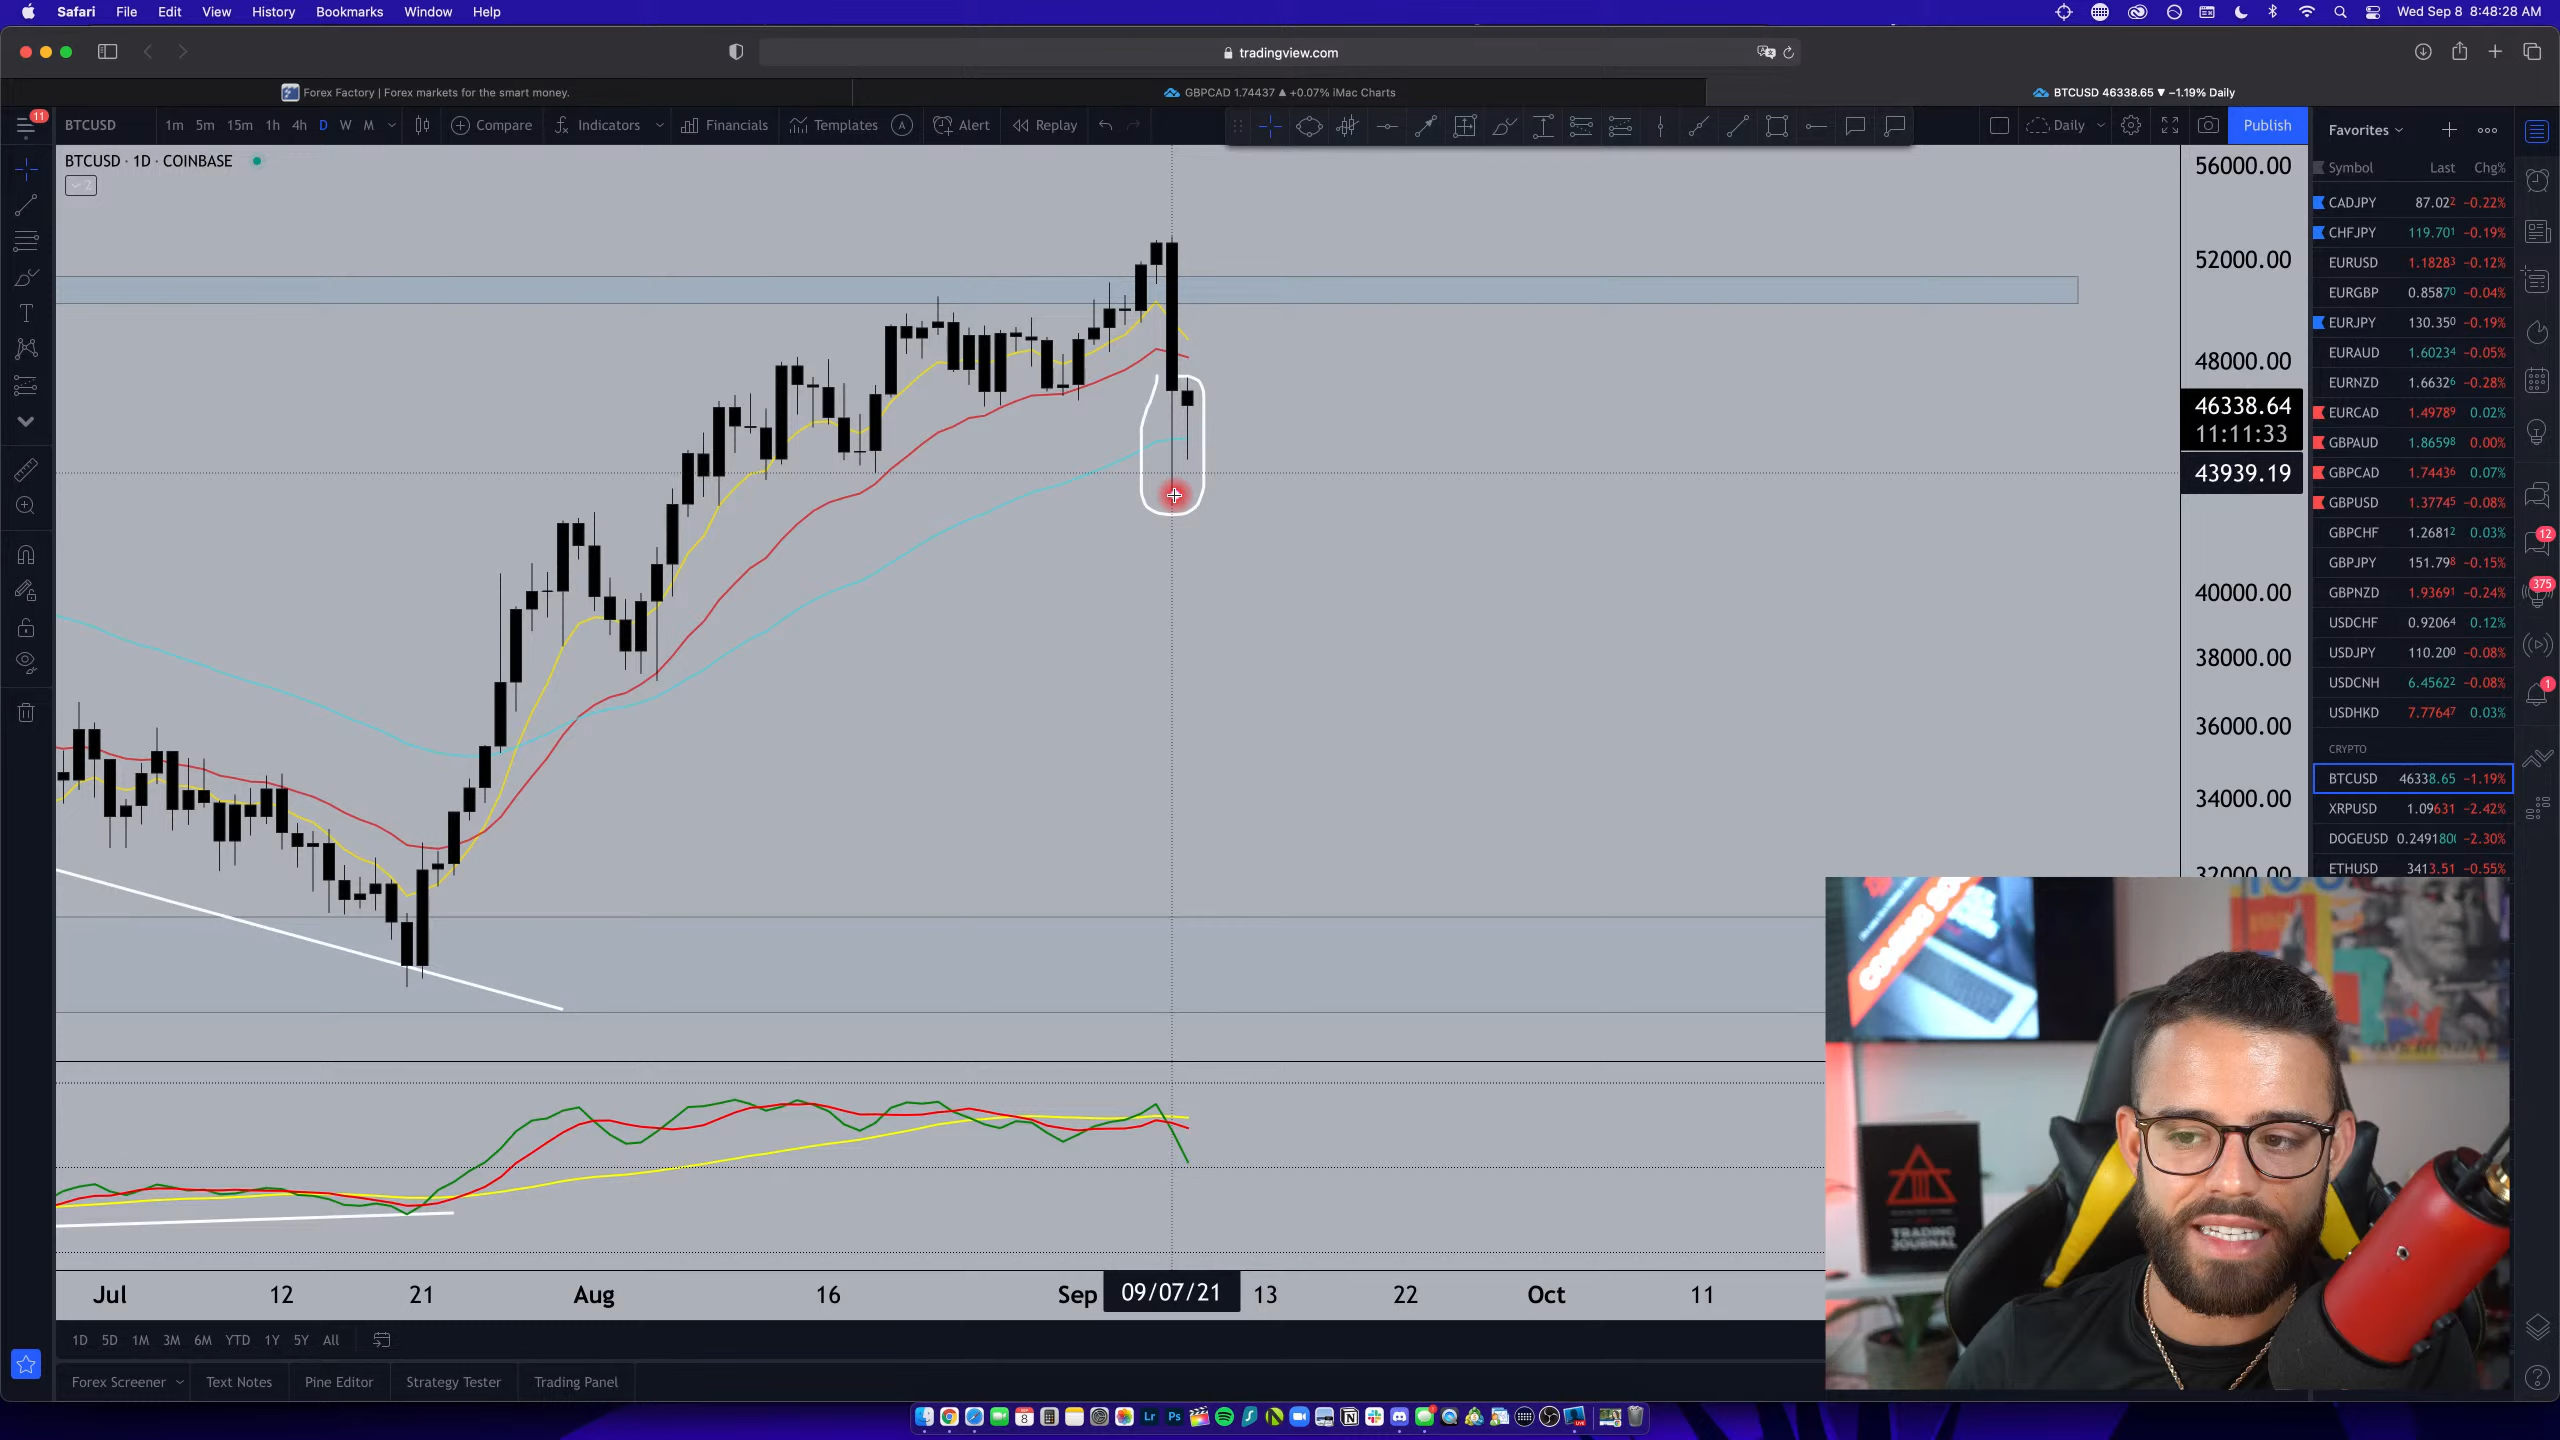 Safari File Edit View History Bookmarks Window Help
Wed Sep 8 8:48:28 AM
tradingview.com
Forex Factory | Forex markets for the smart money.
GBPCAD 1.74437 ▲ +0.07% iMac Charts
BTCUSD 46338.65 ▼ −1.19% Daily
11
BTCUSD 1m 5m 15m 1h 4h D W M Compare Indicators Financials Templates A Alert Replay
Daily Publish
Favorites
BTCUSD · 1D · COINBASE
2
Symbol Last Chg%
CADJPY 87.022 −0.22%
CHFJPY 119.701 −0.19%
EURUSD 1.18283 −0.12%
EURGBP 0.85870 −0.04%
EURJPY 130.350 −0.19%
EURAUD 1.60234 −0.05%
EURNZD 1.66326 −0.28%
EURCAD 1.49789 0.02%
GBPAUD 1.86598 0.00%
GBPCAD 1.74436 0.07%
GBPUSD 1.37745 −0.08%
GBPCHF 1.26812 0.03%
GBPJPY 151.798 −0.15%
GBPNZD 1.93691 −0.24%
USDCHF 0.92064 0.12%
USDJPY 110.200 −0.08%
USDCNH 6.45622 −0.08%
USDHKD 7.77647 0.03%
CRYPTO
BTCUSD 46338.65 −1.19%
XRPUSD 1.09631 −2.42%
DOGEUSD 0.2491800 −2.30%
ETHUSD 3413.51 −0.55%
12
375
1
56000.00
52000.00
48000.00
46338.64
11:11:33
43939.19
40000.00
38000.00
36000.00
34000.00
32000.00
TRADING
JOURNAL
Jul 12 21 Aug 16 Sep 09/07/21 13 22 Oct 11
1D 5D 1M 3M 6M YTD 1Y 5Y All
Forex Screener Text Notes Pine Editor Strategy Tester Trading Panel